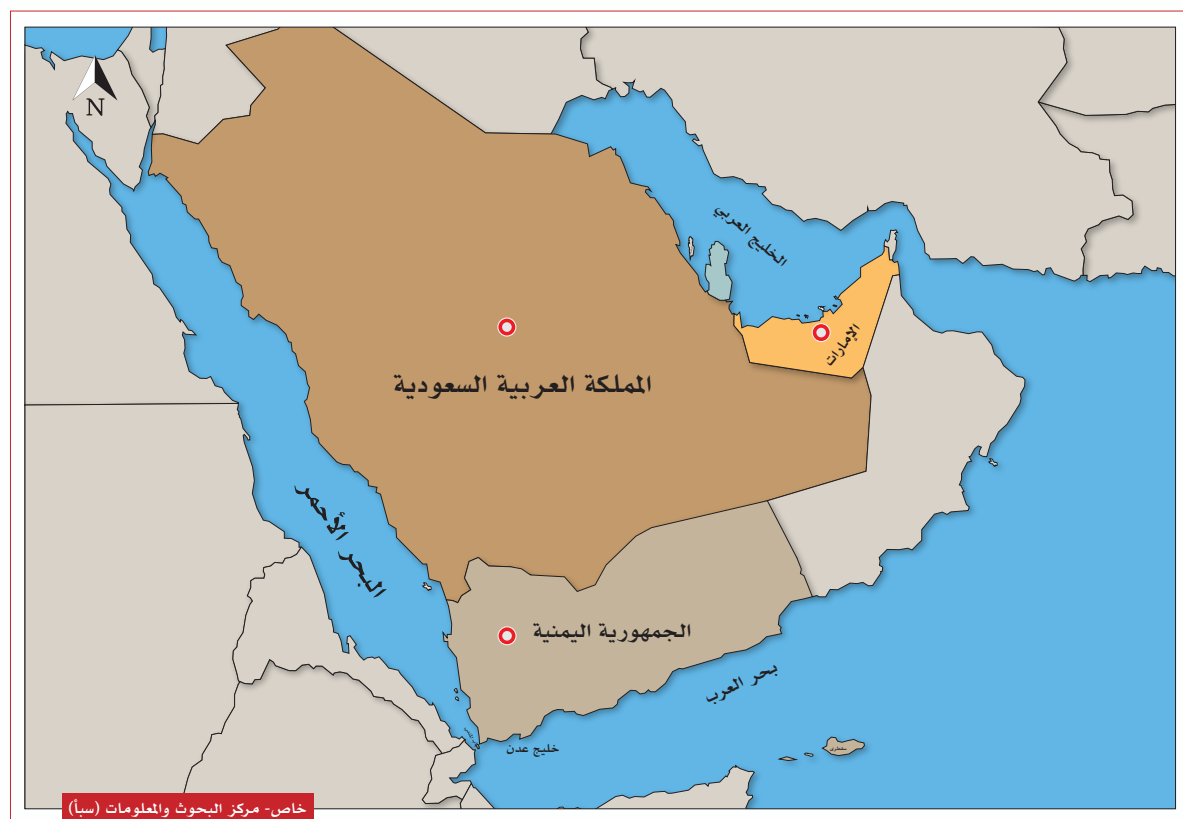 N
الخليج العربي
الإمارات
المملكة العربية السعودية
البحر الأحمر
الجمهورية اليمنية
بحر العرب
خليج عدن
سقطرى
خاص- مركز البحوث والمعلومات (سبأ)